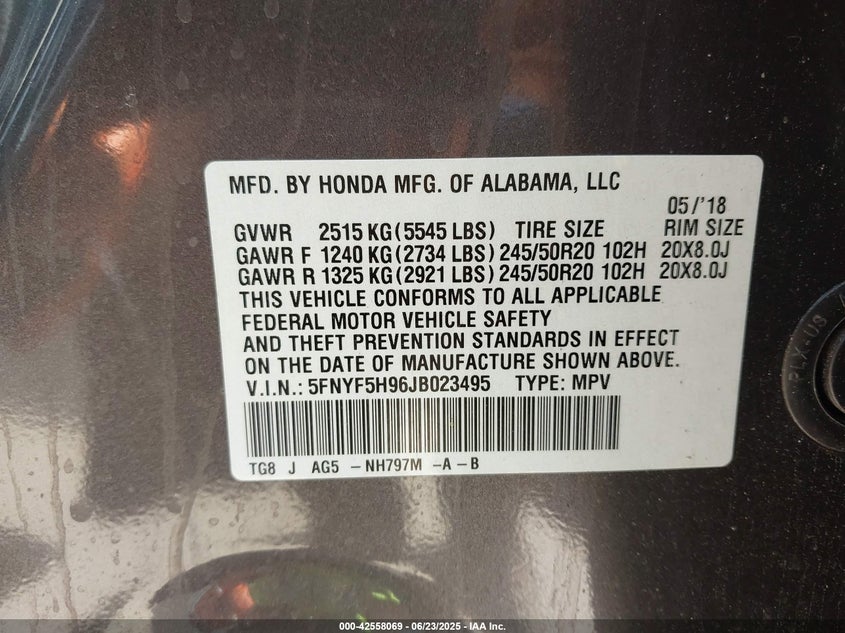 MFD. BY HONDA MFG. OF ALABAMA, LLC
05/'18
GVWR 2515 KG(5545 LBS) TIRE SIZE RIM SIZE
GAWR F 1240 KG(2734 LBS) 245/50R20 102H 20X8.0J
GAWR R 1325 KG(2921 LBS) 245/50R20 102H 20X8.0J
THIS VEHICLE CONFORMS TO ALL APPLICABLE
FEDERAL MOTOR VEHICLE SAFETY
AND THEFT PREVENTION STANDARDS IN EFFECT
ON THE DATE OF MANUFACTURE SHOWN ABOVE.
V.I.N.: 5FNYF5H96JB023495 TYPE: MPV
TG8 J AG5 -NH797M -A-B
PLX-US
000-42558069 - 06/23/2025 - IAA Inc.